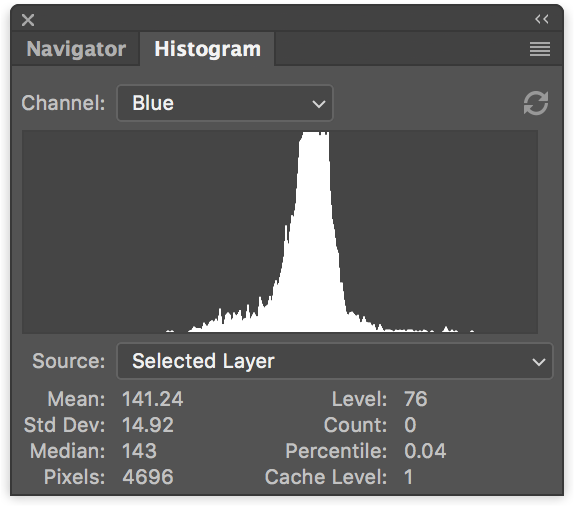 Navigator Histogram
Channel: Blue
Source: Selected Layer
Mean: 141.24 Level: 76
Std Dev: 14.92 Count: 0
Median: 143 Percentile: 0.04
Pixels: 4696 Cache Level: 1